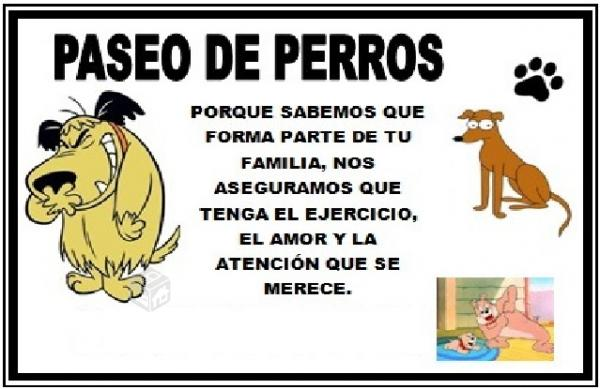 PASEO DE PERROS
PORQUE SABEMOS QUE
FORMA PARTE DE TU
FAMILIA, NOS
ASEGURAMOS QUE
TENGA EL EJERCICIO,
EL AMOR Y LA
ATENCIÓN QUE SE
MERECE.